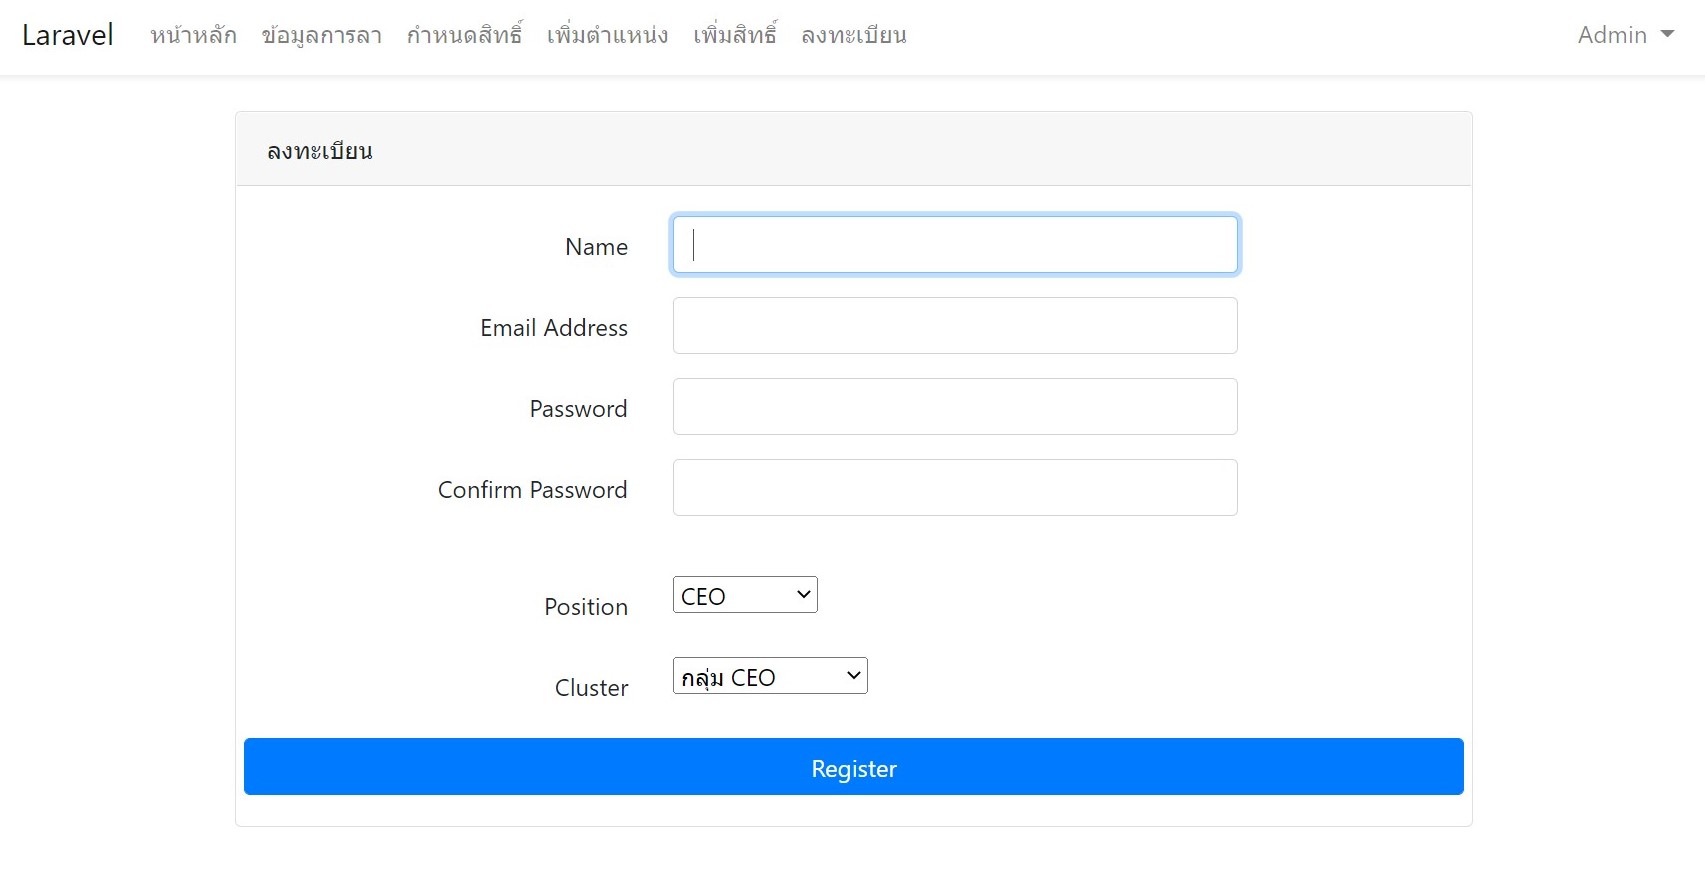 Laravel หน้าหลัก ข้อมูลการลา กำหนดสิทธิ์ เพิ่มตำแหน่ง เพิ่มสิทธิ์ ลงทะเบียน Admin
ลงทะเบียน
Name
Email Address
Password
Confirm Password
Position CEO
Cluster กลุ่ม CEO
Register